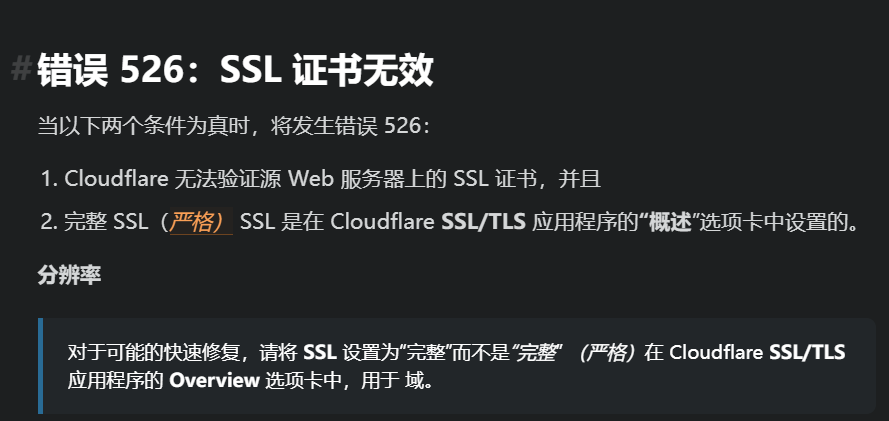 #错误 526：SSL 证书无效
当以下两个条件为真时，将发生错误 526：
1. Cloudflare 无法验证源 Web 服务器上的 SSL 证书，并且
2. 完整 SSL（严格） SSL 是在 Cloudflare SSL/TLS 应用程序的“概述”选项卡中设置的。
分辨率
对于可能的快速修复，请将 SSL 设置为“完整”而不是“完整”（严格）在 Cloudflare SSL/TLS
应用程序的 Overview 选项卡中，用于 域。